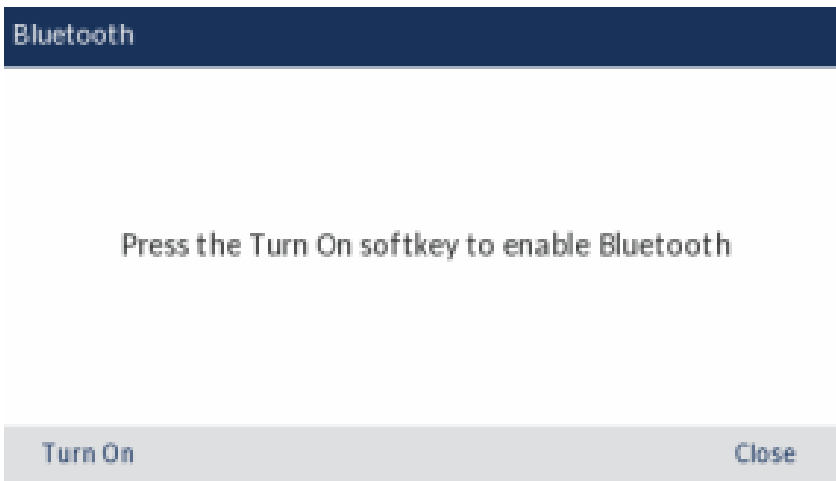 Bluetooth
Press the Turn On softkey to enable Bluetooth
Turn On
Close